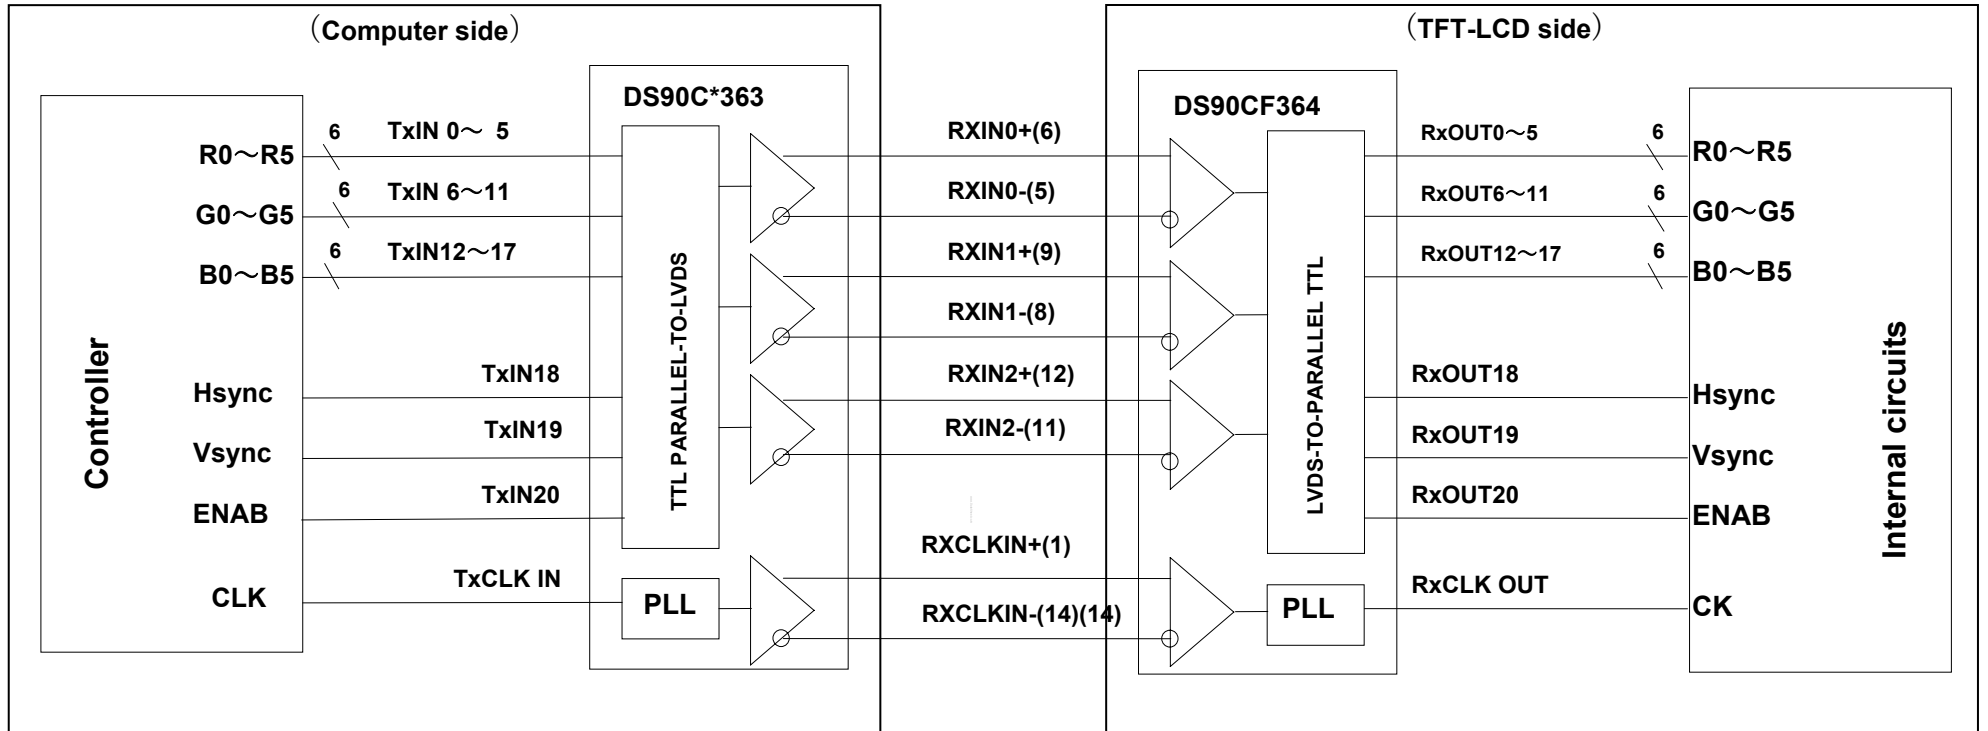 （Computer side）
DS90C*363
Controller
R0～R5
6
TxIN 0～ 5
G0～G5
6
TxIN 6～11
B0～B5
6
TxIN12～17
Hsync
TxIN18
Vsync
TxIN19
ENAB
TxIN20
CLK
TxCLK IN
TTL PARALLEL-TO-LVDS
PLL
RXIN0+(6)
RXIN0-(5)
RXIN1+(9)
RXIN1-(8)
RXIN2+(12)
RXIN2-(11)
RXCLKIN+(1)
RXCLKIN-(14)(14)
（TFT-LCD side）
DS90CF364
LVDS-TO-PARALLEL TTL
PLL
RxOUT0～5
6
R0～R5
RxOUT6～11
6
G0～G5
RxOUT12～17
6
B0～B5
RxOUT18
Hsync
RxOUT19
Vsync
RxOUT20
ENAB
RxCLK OUT
CK
Internal circuits